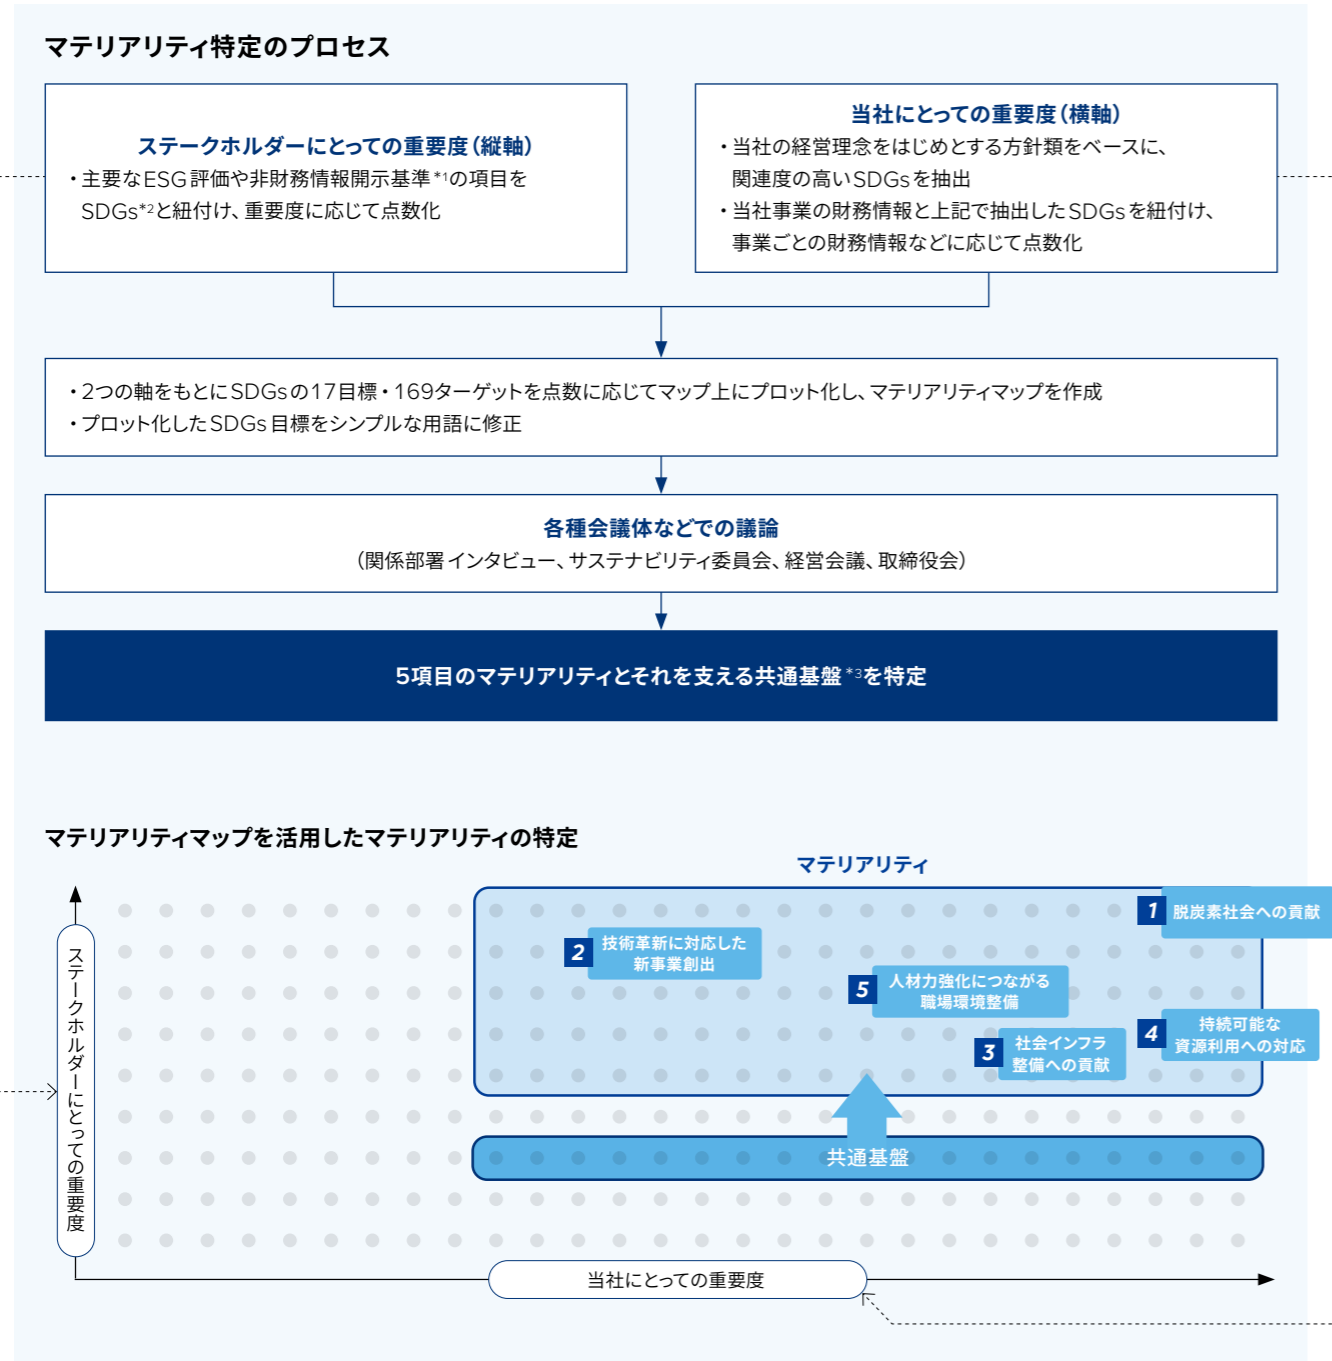 マテリアリティ特定のプロセス
ステークホルダーにとっての重要度（縦軸）
・主要なESG評価や非財務情報開示基準*1の項目を
SDGs*2と紐付け、重要度に応じて点数化
当社にとっての重要度（横軸）
・当社の経営理念をはじめとする方針類をベースに、
関連度の高いSDGsを抽出
・当社事業の財務情報と上記で抽出したSDGsを紐付け、
事業ごとの財務情報などに応じて点数化
・2つの軸をもとにSDGsの17目標・169ターゲットを点数に応じてマップ上にプロット化し、マテリアリティマップを作成
・プロット化したSDGs目標をシンプルな用語に修正
各種会議体などでの議論
（関係部署インタビュー、サステナビリティ委員会、経営会議、取締役会）
5項目のマテリアリティとそれを支える共通基盤*3を特定
マテリアリティマップを活用したマテリアリティの特定
マテリアリティ
1 脱炭素社会への貢献
2 技術革新に対応した
新事業創出
5 人材力強化につながる
職場環境整備
3 社会インフラ
整備への貢献
4 持続可能な
資源利用への対応
共通基盤
ステークホルダーにとっての重要度
当社にとっての重要度